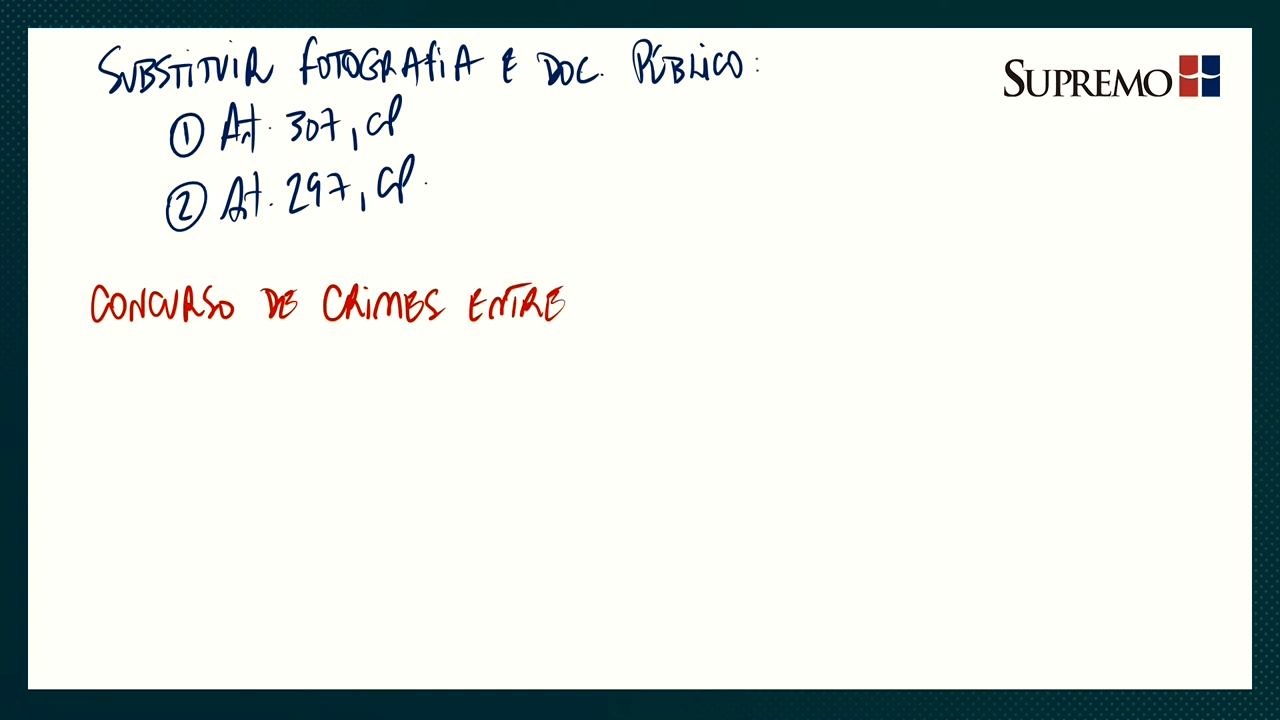 SUBSTITUIR FOTOGRAFIA E DOC. PÚBLICO:
SUPREMO
① Art. 307, CP
② Art. 297, CP.
CONCURSO DE CRIMES ENTRE